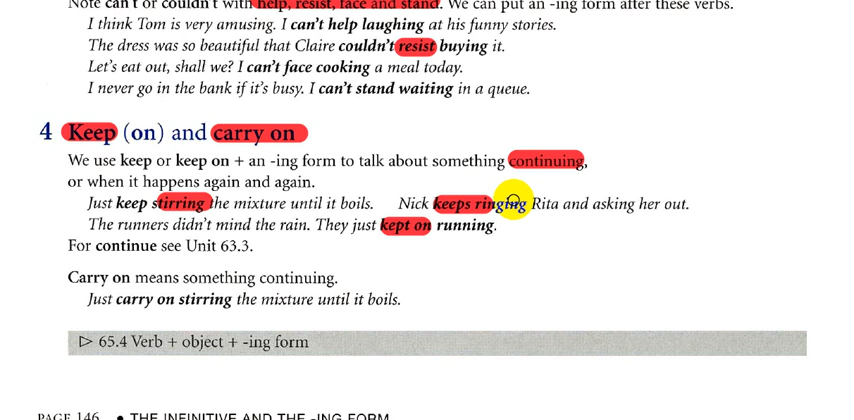 Note can't or couldn't with help, resist, face and stand. We can put an -ing form after these verbs.
I think Tom is very amusing. I can't help laughing at his funny stories.
The dress was so beautiful that Claire couldn't resist buying it.
Let's eat out, shall we? I can't face cooking a meal today.
I never go in the bank if it's busy. I can't stand waiting in a queue.
4 Keep (on) and carry on
We use keep or keep on + an -ing form to talk about something continuing,
or when it happens again and again.
Just keep stirring the mixture until it boils. Nick keeps ringing Rita and asking her out.
The runners didn't mind the rain. They just kept on running.
For continue see Unit 63.3.
Carry on means something continuing.
Just carry on stirring the mixture until it boils.
▷ 65.4 Verb + object + -ing form
PAGE 146 • THE INFINITIVE AND THE -ING FORM